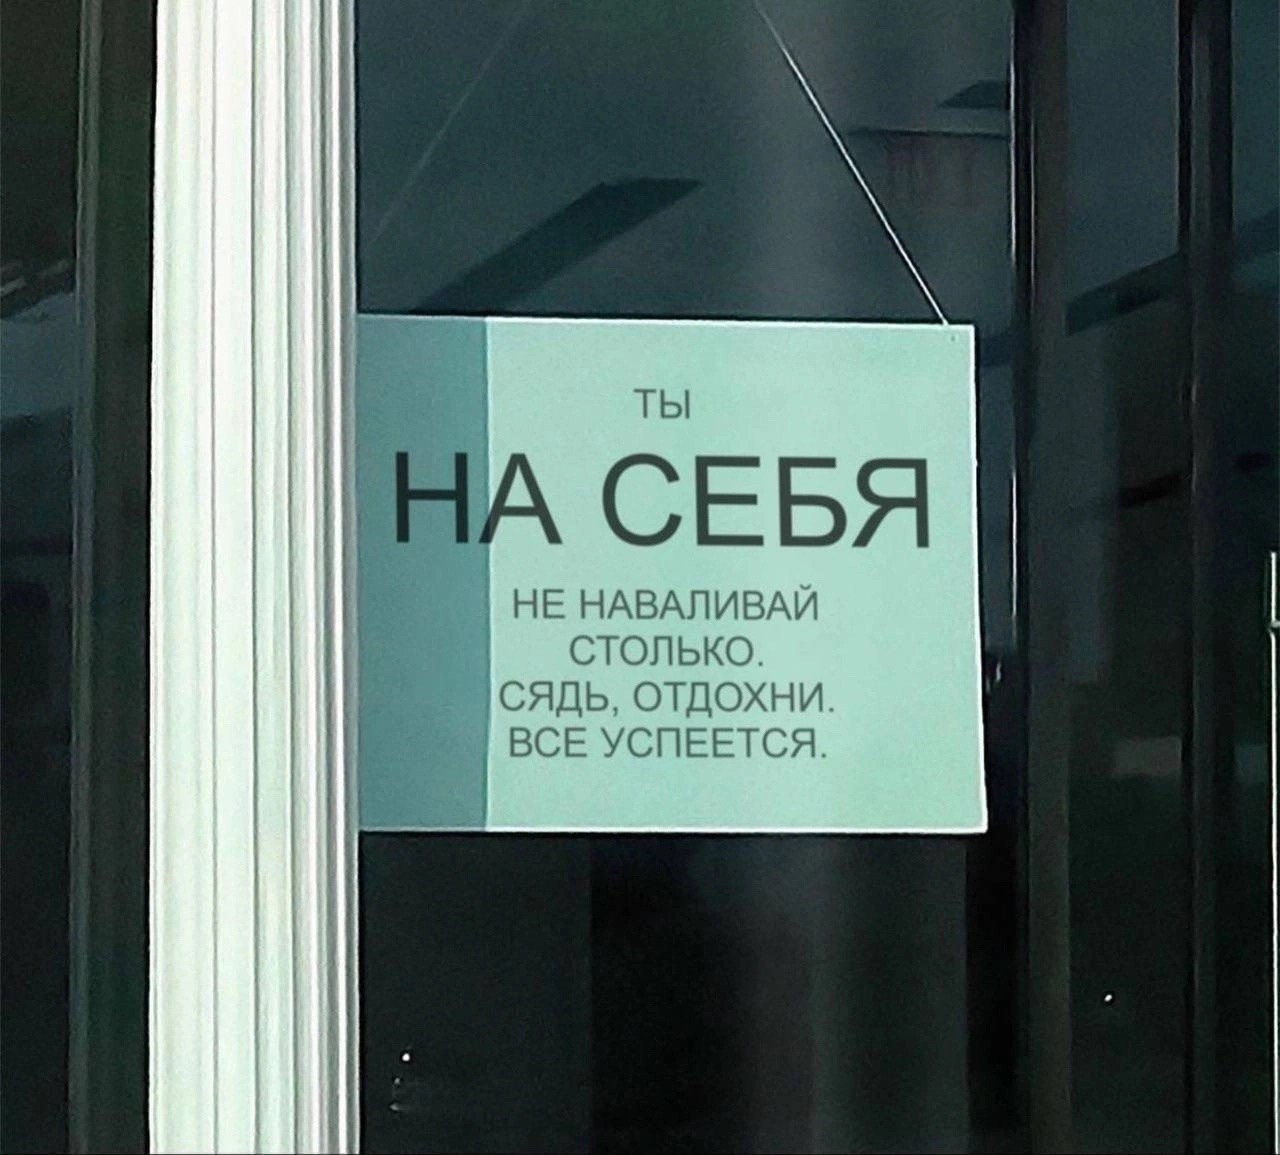 ТЫ
НА СЕБЯ
НЕ НАВАЛИВАЙ
СТОЛЬКО.
СЯДЬ, ОТДОХНИ.
ВСЕ УСПЕЕТСЯ.